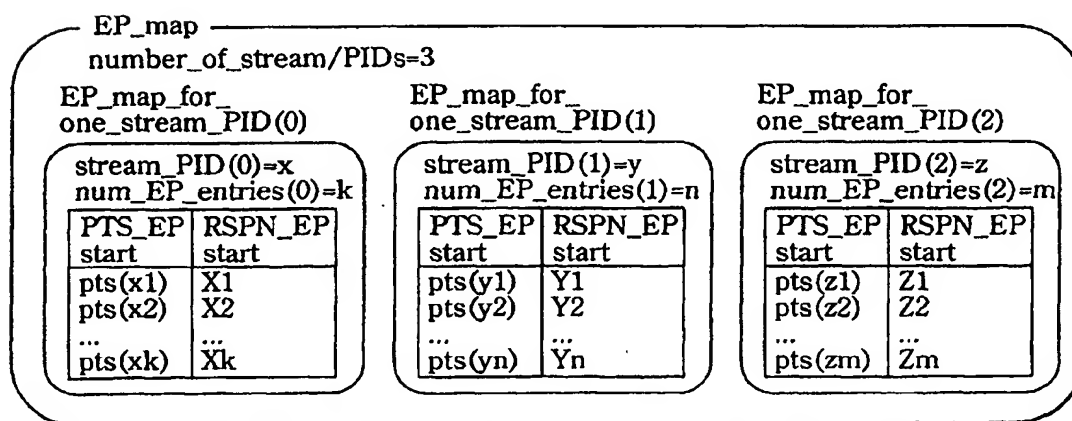 EP_map
number_of_stream/PIDs=3
EP_map_for_
one_stream_PID(0)
stream_PID(0)=x
num_EP_entries(0)=k
PTS_EP RSPN_EP
start start
pts(x1) X1
pts(x2) X2
... ...
pts(xk) Xk
EP_map_for_
one_stream_PID(1)
stream_PID(1)=y
num_EP_entries(1)=n
PTS_EP RSPN_EP
start start
pts(y1) Y1
pts(y2) Y2
... ...
pts(yn) Yn
EP_map_for_
one_stream_PID(2)
stream_PID(2)=z
num_EP_entries(2)=m
PTS_EP RSPN_EP
start start
pts(z1) Z1
pts(z2) Z2
... ...
pts(zm) Zm